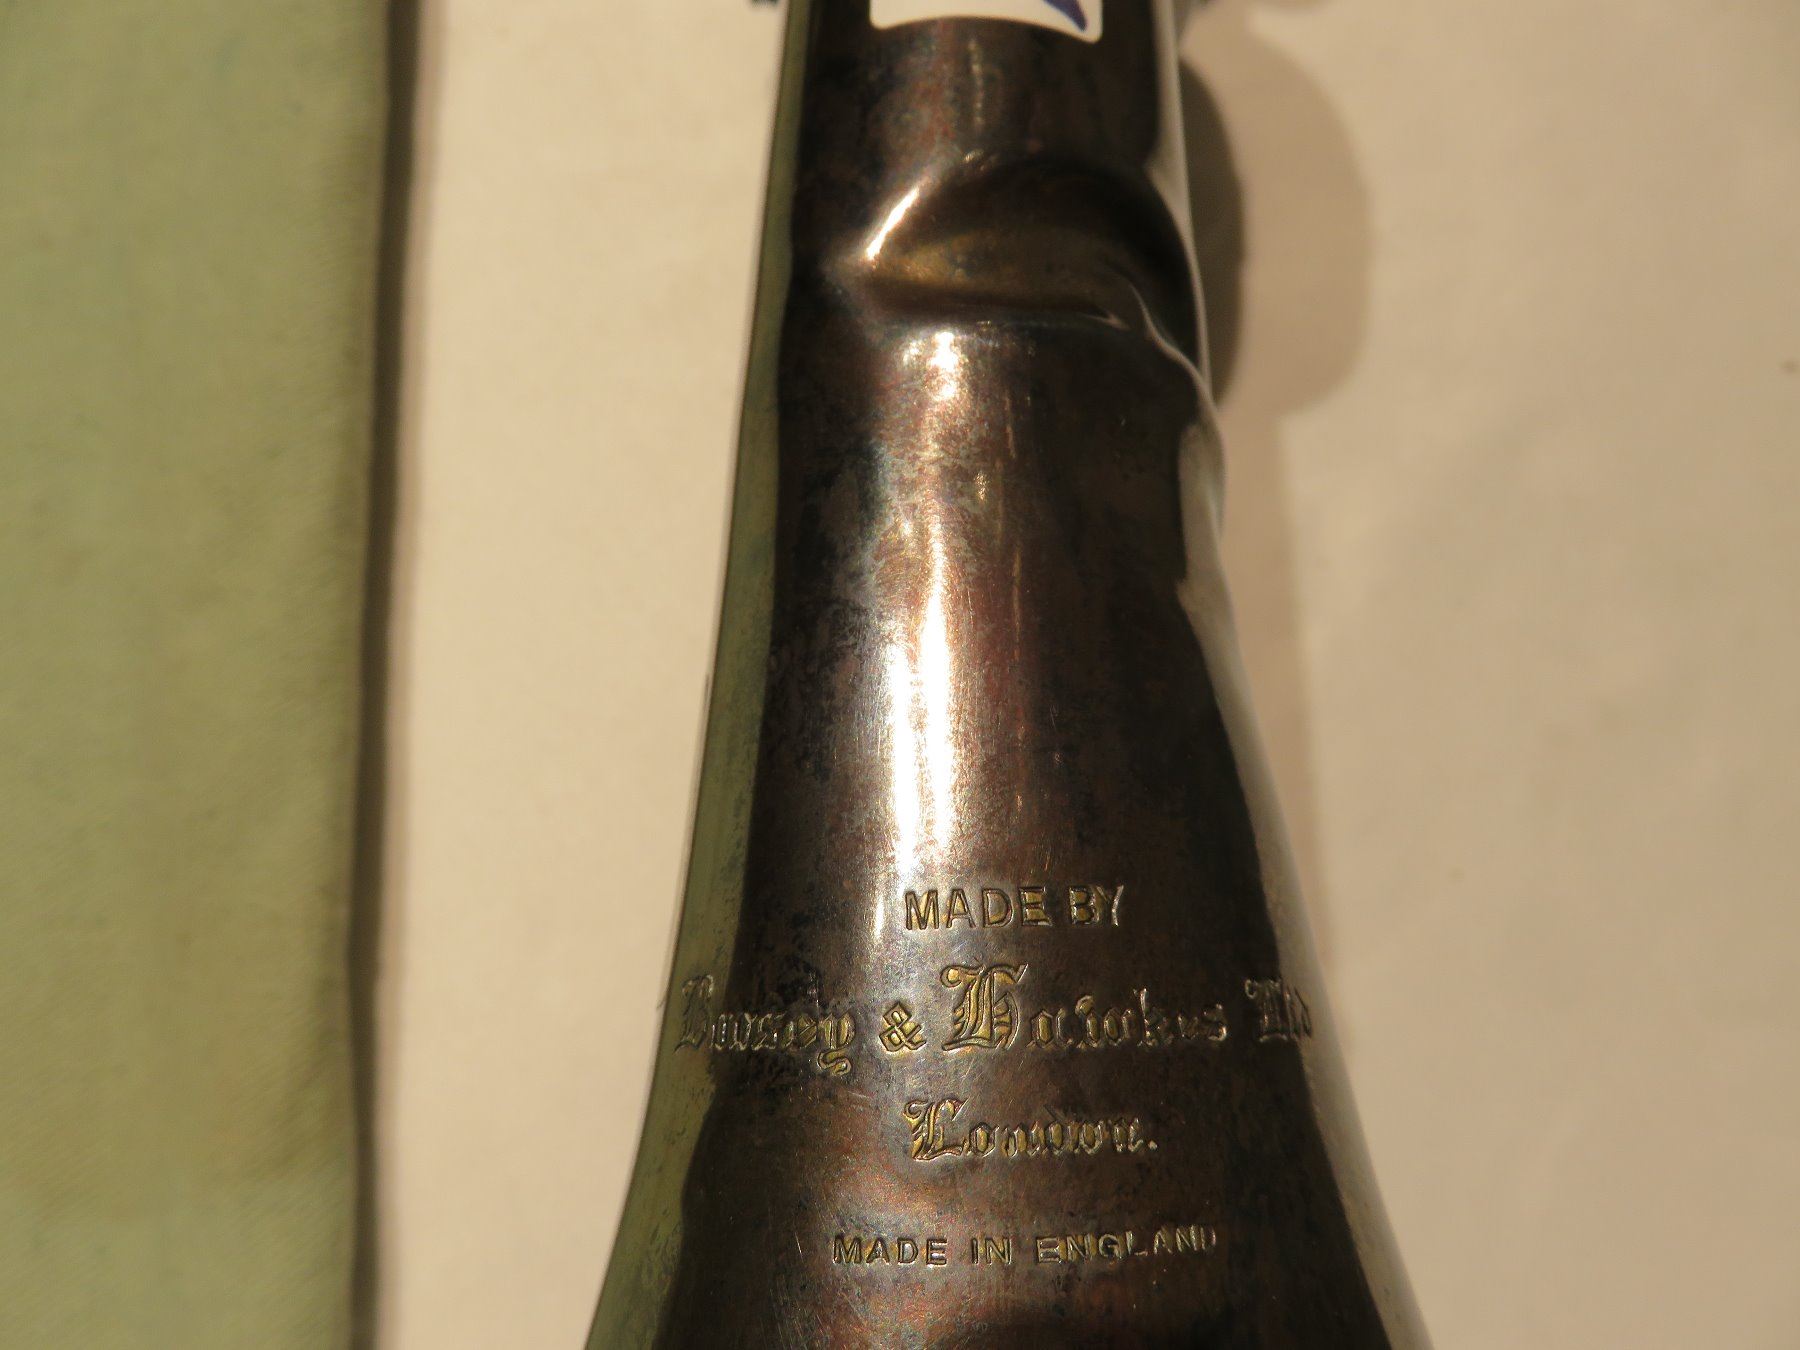 MADE BY
Boosey & Hawkes Ltd
London.
MADE IN ENGLAND